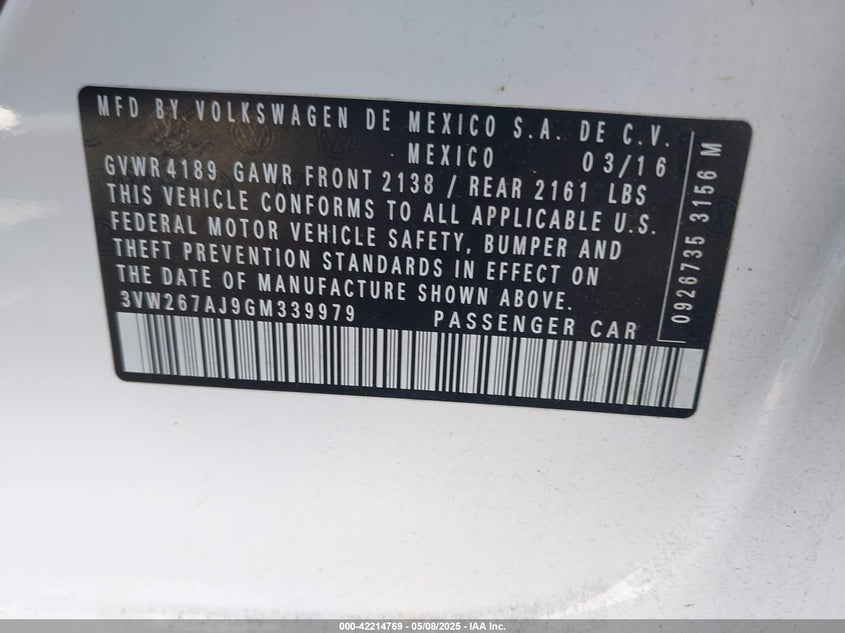 MFD BY VOLKSWAGEN DE MEXICO S.A. DE C.V.
MEXICO 03/16
GVWR 4189 GAWR FRONT 2138 / REAR 2161 LBS
THIS VEHICLE CONFORMS TO ALL APPLICABLE U.S.
FEDERAL MOTOR VEHICLE SAFETY, BUMPER AND
THEFT PREVENTION STANDARDS IN EFFECT ON
THE DATE OF MANUFACTURE SHOWN ABOVE.
3VW267AJ9GM339979 PASSENGER CAR
0926735 3156 M
000-42214769 - 05/08/2025 - IAA Inc.